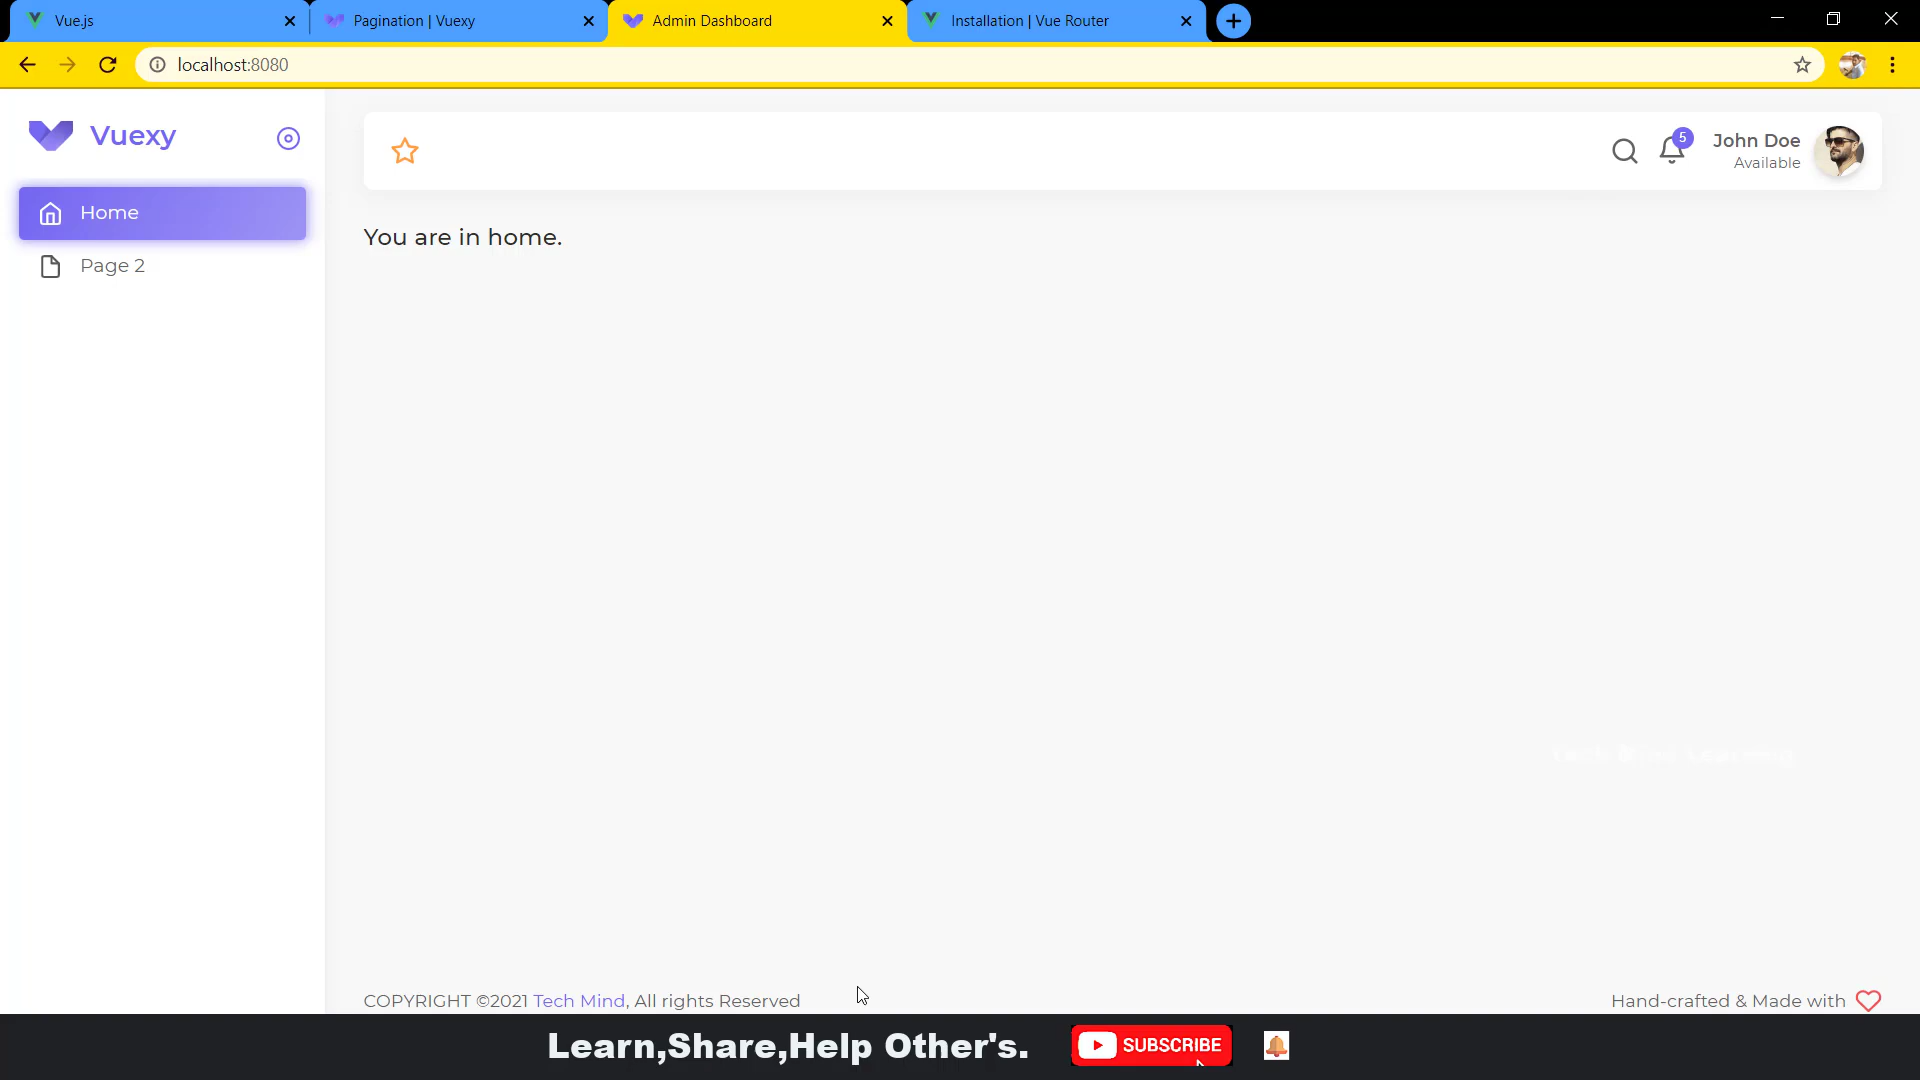 Vue.js
Pagination | Vuexy
Admin Dashboard
Installation | Vue Router
localhost:8080
Vuexy
5
John Doe
Available
Home
Page 2
You are in home.
COPYRIGHT ©2021 Tech Mind, All rights Reserved
Hand-crafted & Made with
Learn,Share,Help Other's.
SUBSCRIBE